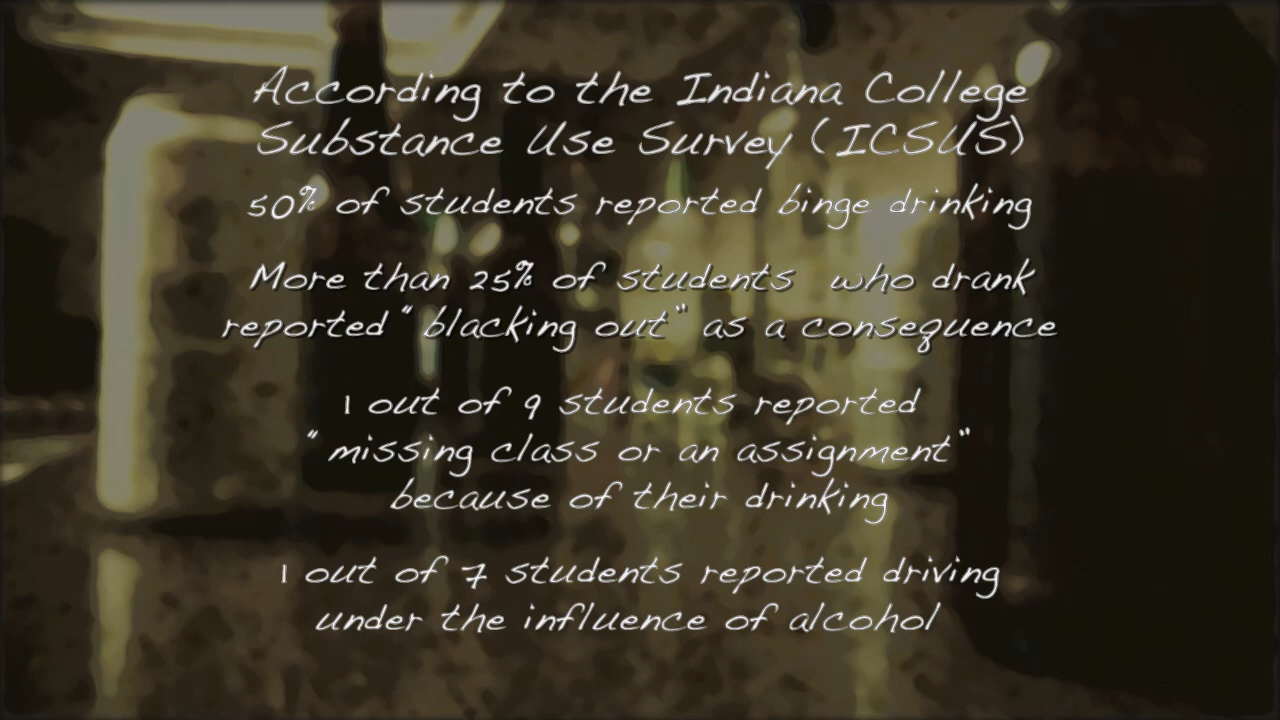 According to the Indiana College
Substance Use Survey (ICSUS)
50% of students reported binge drinking
More than 25% of students who drank
reported "blacking out" as a consequence
1 out of 9 students reported
"missing class or an assignment"
because of their drinking
1 out of 7 students reported driving
under the influence of alcohol